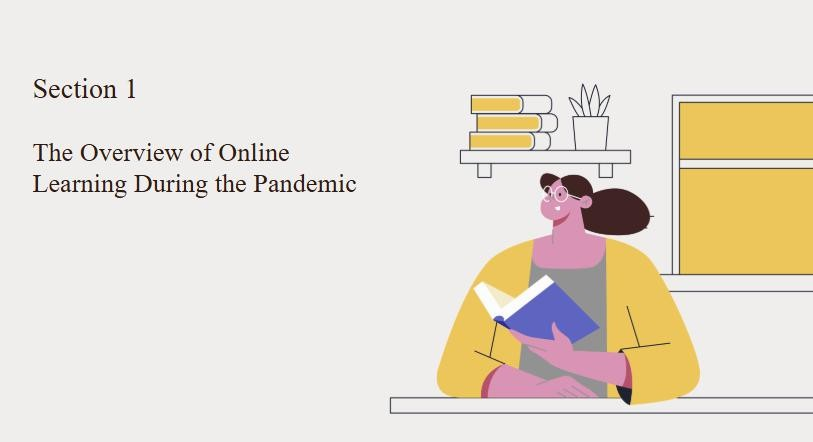 Section 1
The Overview of Online
Learning During the Pandemic